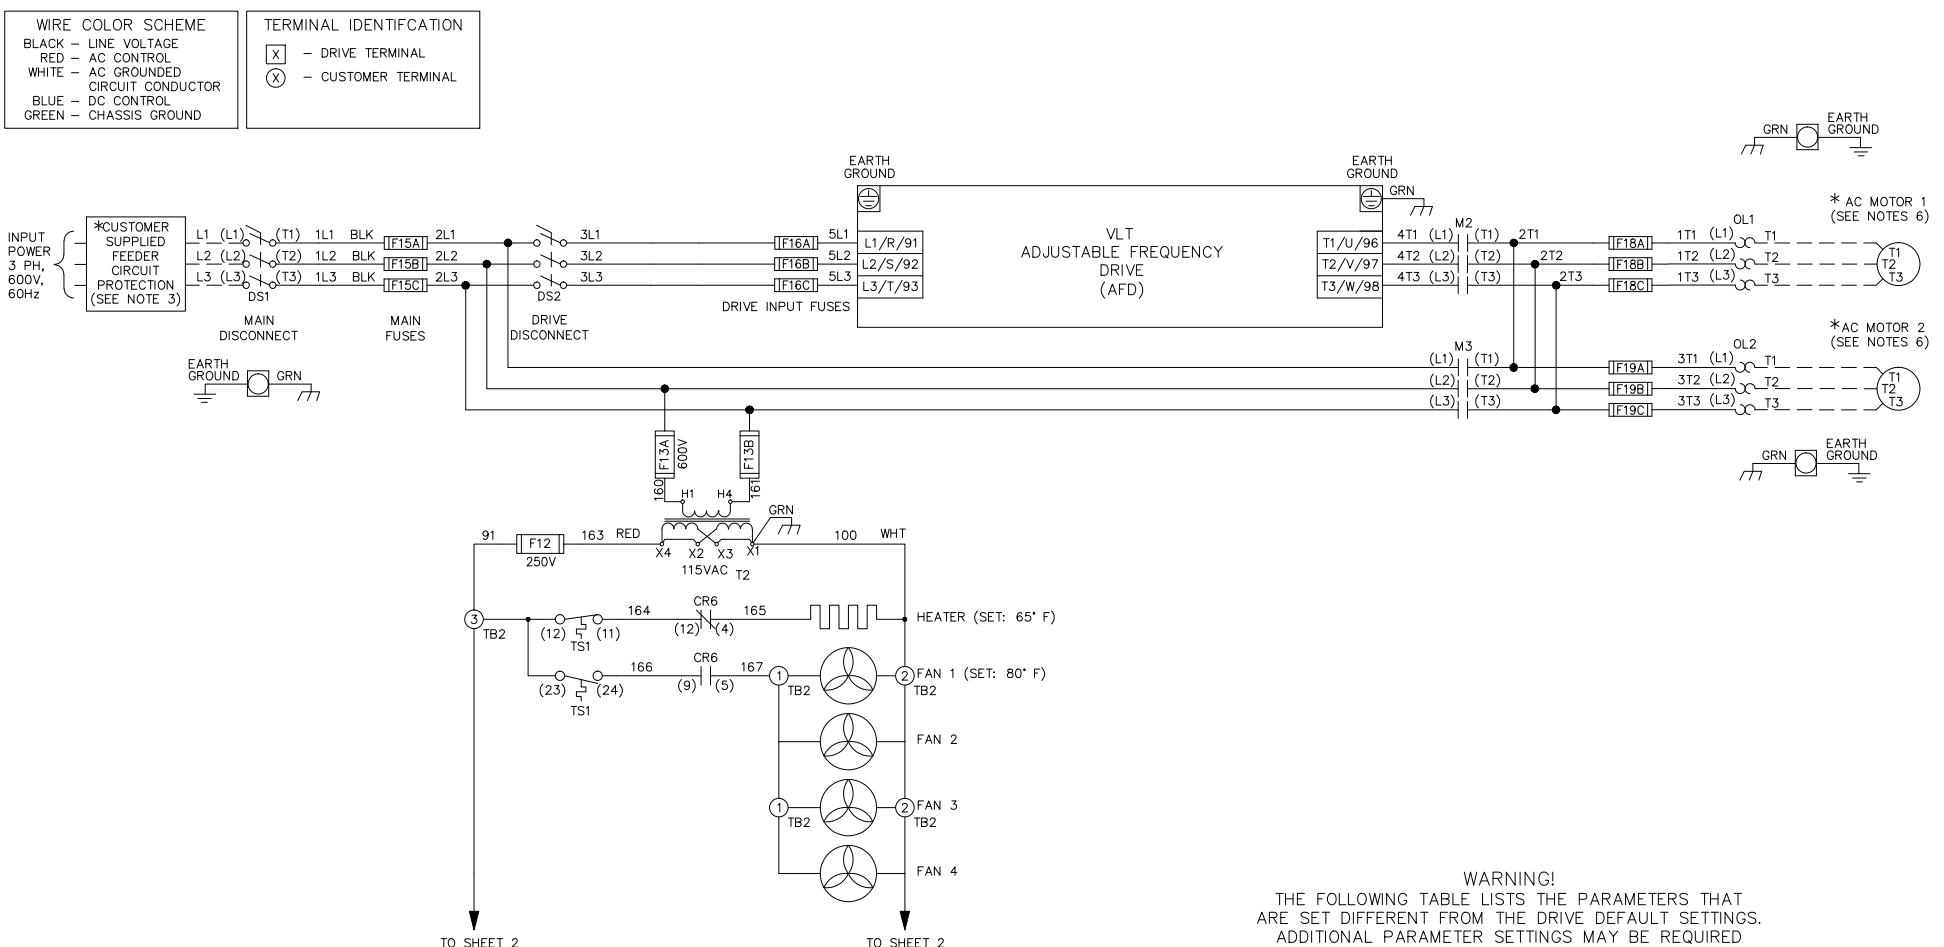 WIRE COLOR SCHEME
BLACK – LINE VOLTAGE
RED – AC CONTROL
WHITE – AC GROUNDED
CIRCUIT CONDUCTOR
BLUE – DC CONTROL
GREEN – CHASSIS GROUND
TERMINAL IDENTIFCATION
X – DRIVE TERMINAL
X – CUSTOMER TERMINAL
GRN
EARTH
GROUND
INPUT
POWER
3 PH,
600V,
60Hz
*CUSTOMER
SUPPLIED
FEEDER
CIRCUIT
PROTECTION
(SEE NOTE 3)
L1 (L1) (T1) 1L1 BLK F15A 2L1 3L1 F16A 5L1 L1/R/91
L2 (L2) (T2) 1L2 BLK F15B 2L2 3L2 F16B 5L2 L2/S/92
L3 (L3) (T3) 1L3 BLK F15C 2L3 3L3 F16C 5L3 L3/T/93
DS1
DS2
MAIN
DISCONNECT
MAIN
FUSES
DRIVE
DISCONNECT
DRIVE INPUT FUSES
EARTH
GROUND
EARTH
GROUND
GRN
VLT
ADJUSTABLE FREQUENCY
DRIVE
(AFD)
M2
OL1
T1/U/96 4T1 (L1) (T1) 2T1 F18A 1T1 (L1) T1
T2/V/97 4T2 (L2) (T2) 2T2 F18B 1T2 (L2) T2
T3/W/98 4T3 (L3) (T3) 2T3 F18C 1T3 (L3) T3
* AC MOTOR 1
(SEE NOTES 6)
T1
T2
T3
EARTH
GROUND
GRN
M3
OL2
(L1) (T1) F19A 3T1 (L1) T1
(L2) (T2) F19B 3T2 (L2) T2
(L3) (T3) F19C 3T3 (L3) T3
*AC MOTOR 2
(SEE NOTES 6)
T1
T2
T3
GRN
EARTH
GROUND
F13A
600V
F13B
160
H1
H4
161
GRN
91 F12 163 RED
250V
X4 X2 X3 X1
100 WHT
115VAC T2
3
TB2
(12) (11)
TS1
164
CR6
(12) (4)
165
HEATER (SET: 65° F)
(23) (24)
TS1
166
CR6
(9) (5)
167
1
TB2
2
TB2
FAN 1 (SET: 80° F)
FAN 2
1
TB2
2
TB2
FAN 3
FAN 4
TO SHEET 2
TO SHEET 2
WARNING!
THE FOLLOWING TABLE LISTS THE PARAMETERS THAT
ARE SET DIFFERENT FROM THE DRIVE DEFAULT SETTINGS.
ADDITIONAL PARAMETER SETTINGS MAY BE REQUIRED